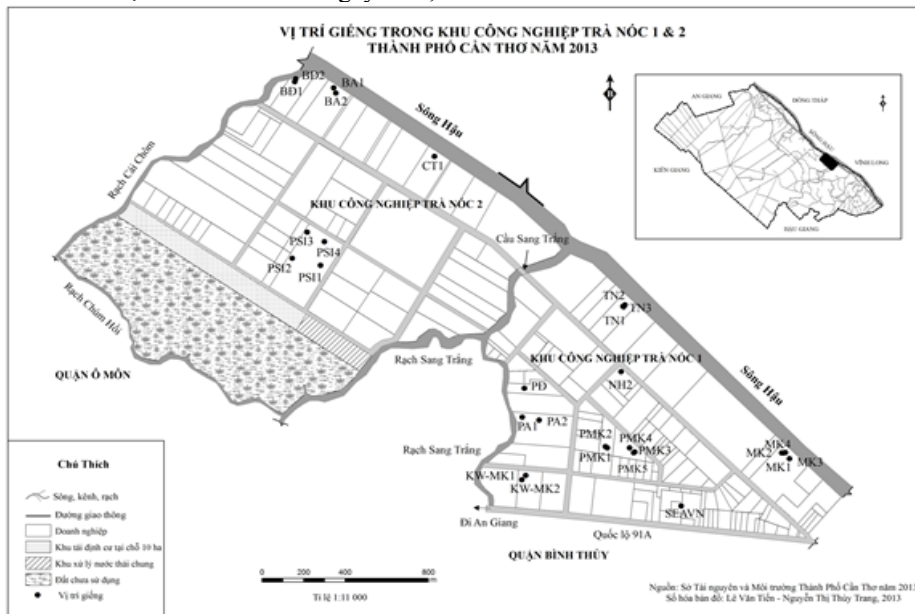 VỊ TRÍ GIẾNG TRONG KHU CÔNG NGHIỆP TRÀ NÓC 1 & 2
THÀNH PHỐ CẦN THƠ NĂM 2013
BĐ2
BĐ1
BA1
BA2
Sông Hậu
B
AN GIANG
ĐỒNG THÁP
SÔNG HẬU
VĨNH LONG
KIÊN GIANG
HẬU GIANG
Rạch Cái Chôm
CT1
KHU CÔNG NGHIỆP TRÀ NÓC 2
PSI3
PSI4
PSI2
PSI1
Cầu Sang Trắng
TN2
TN3
TN1
Rạch Chùm Hỏi
Rạch Sang Trắng
KHU CÔNG NGHIỆP TRÀ NÓC 1
QUẬN Ô MÔN
NH2
Sông Hậu
PĐ
PA1
PA2
PMK2
PMK4
PMK1
PMK3
PMK5
MK4
MK2
MK1
MK3
Rạch Sang Trắng
KW-MK1
KW-MK2
SEAVN
Đi An Giang
Quốc lộ 91A
QUẬN BÌNH THỦY
Chú Thích
Sông, kênh, rạch
Đường giao thông
Doanh nghiệp
Khu tái định cư tại chỗ 10 ha
Khu xử lý nước thải chung
Đất chưa sử dụng
Vị trí giếng
0 400 800
m
Tỉ lệ 1:11 000
Nguồn: Sở Tài nguyên và Môi trường Thành Phố Cần Thơ năm 2013
Số hóa bản đồ: Lê Văn Tiến - Nguyễn Thị Thùy Trang, 2013